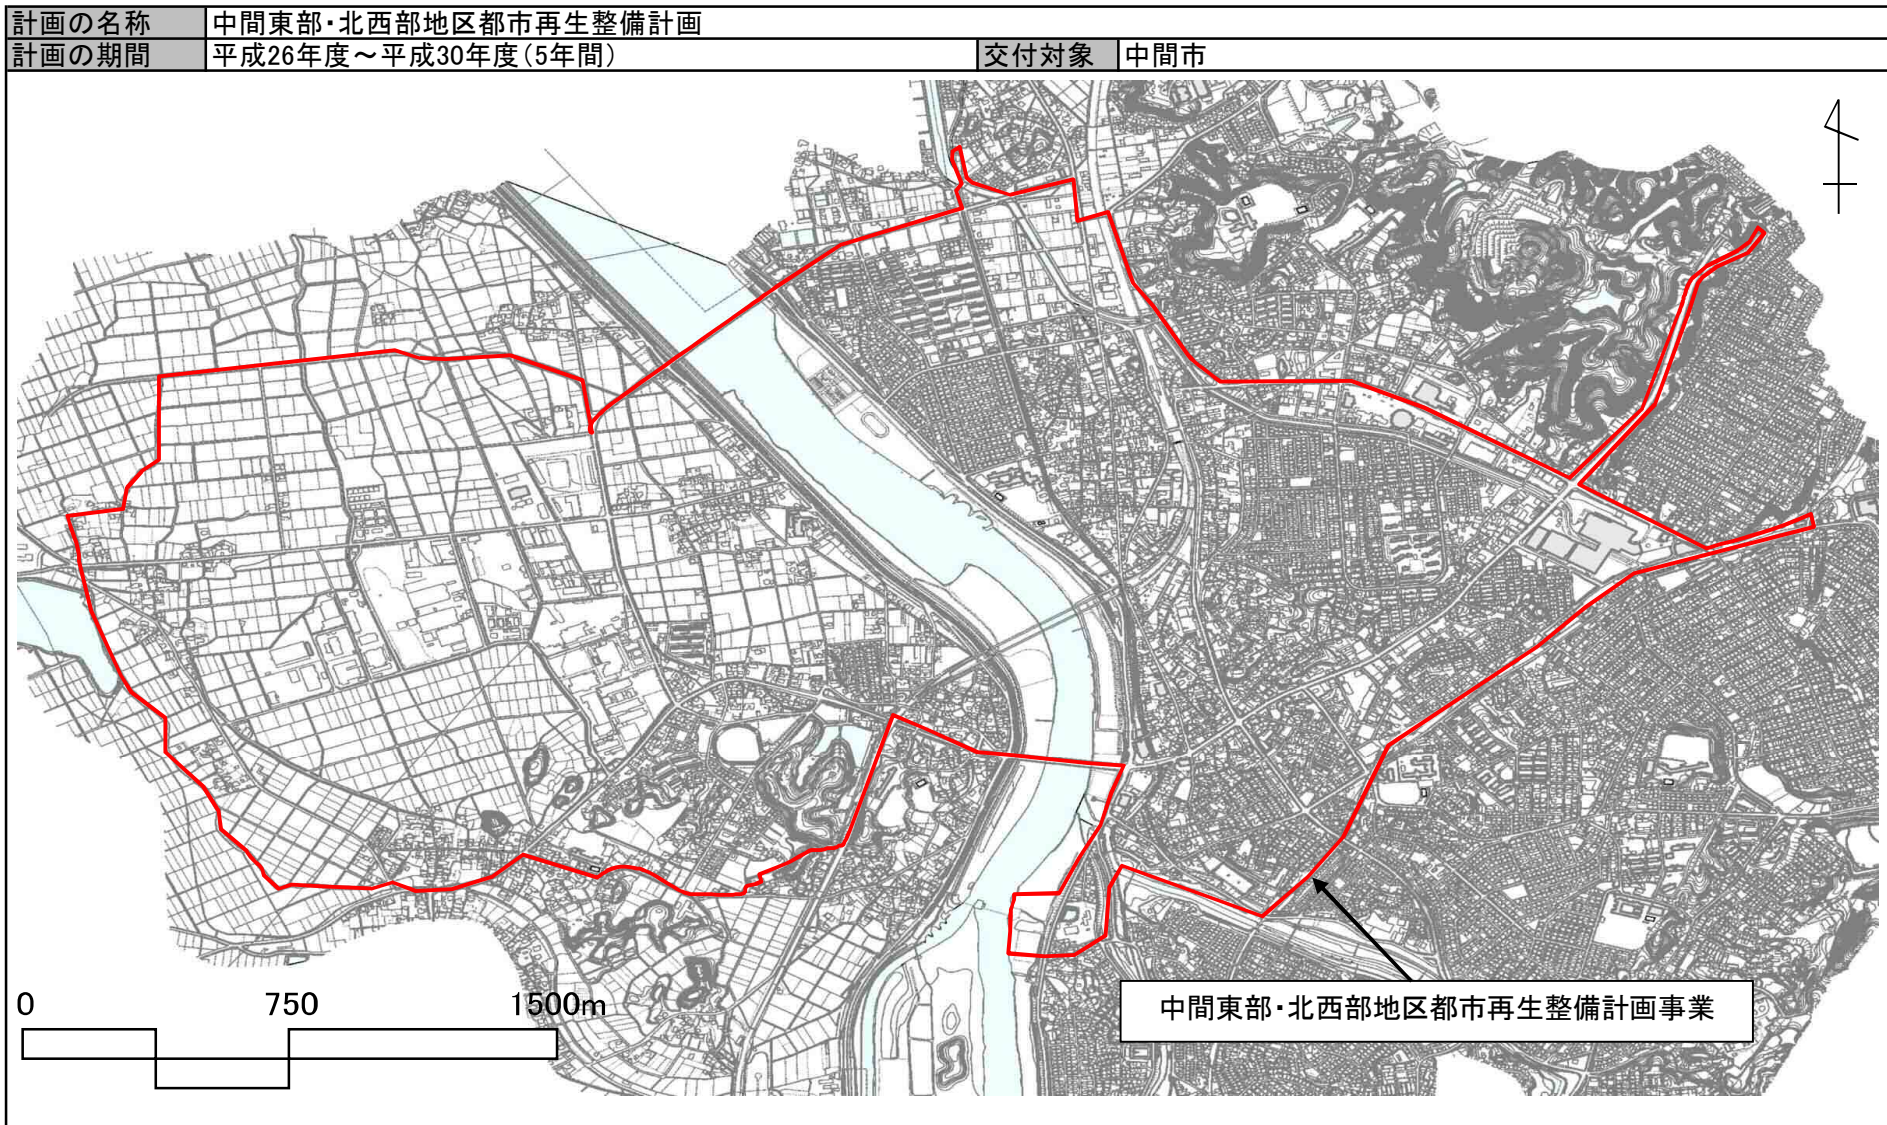 計画の名称 中間東部・北西部地区都市再生整備計画
計画の期間 平成26年度～平成30年度(5年間) 交付対象 中間市
0 750 1500m
中間東部・北西部地区都市再生整備計画事業